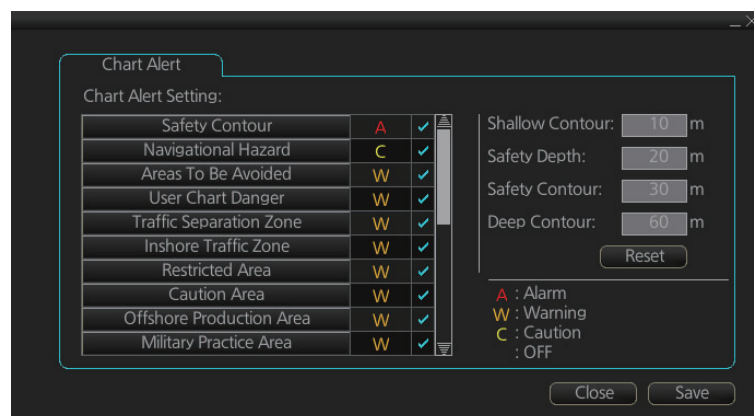 Chart Alert
Chart Alert Setting:
Safety Contour A
Navigational Hazard C
Areas To Be Avoided W
User Chart Danger W
Traffic Separation Zone W
Inshore Traffic Zone W
Restricted Area W
Caution Area W
Offshore Production Area W
Military Practice Area W
Shallow Contour: 10 m
Safety Depth: 20 m
Safety Contour: 30 m
Deep Contour: 60 m
Reset
A : Alarm
W : Warning
C : Caution
: OFF
Close Save